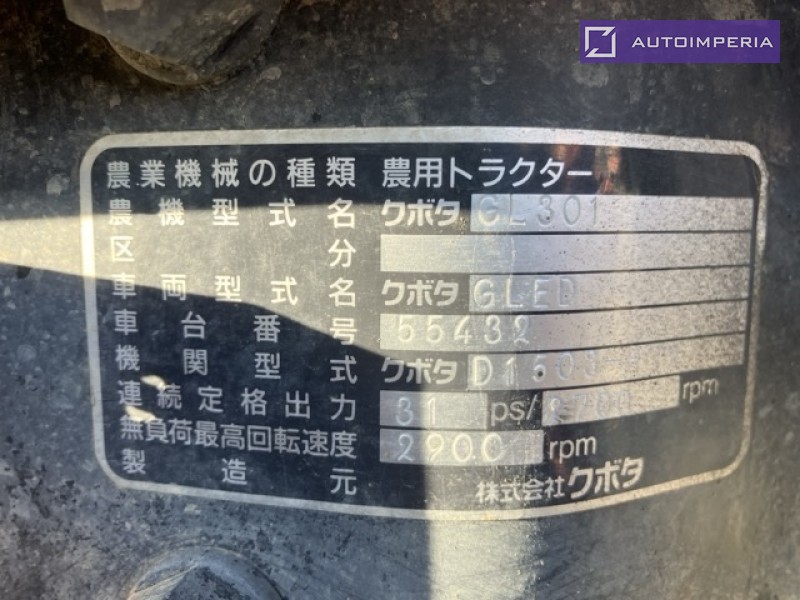 AUTOIMPERIA
農業機械の種類 農用トラクター
農機型式名 クボタ GL301
区分
車両型式名 クボタ GLED
車台番号 55432
機関型式 クボタ D1503
連続定格出力 31 ps/ rpm
無負荷最高回転速度 2900 rpm
製造元 株式会社クボタ